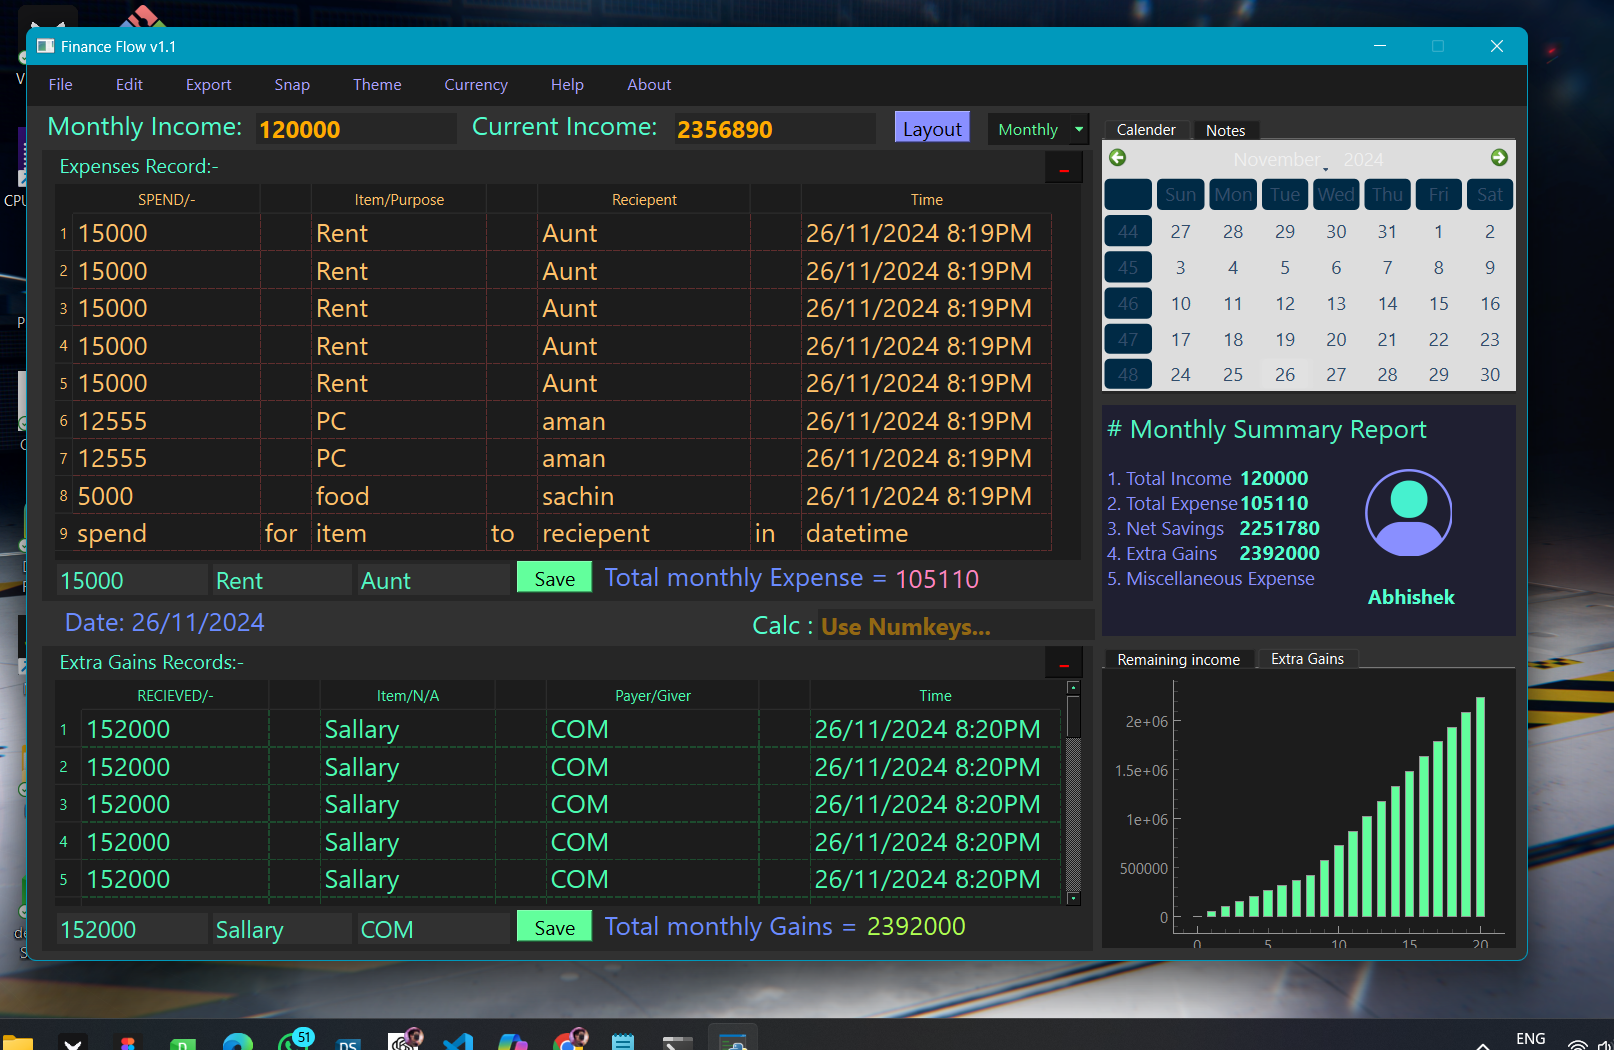 Finance Flow v1.1
File Edit Export Snap Theme Currency Help About
Monthly Income: 120000 Current Income: 2356890 Layout Monthly
Expenses Record:-
SPEND/- Item/Purpose Reciepent Time
1 15000 Rent Aunt 26/11/2024 8:19PM
2 15000 Rent Aunt 26/11/2024 8:19PM
3 15000 Rent Aunt 26/11/2024 8:19PM
4 15000 Rent Aunt 26/11/2024 8:19PM
5 15000 Rent Aunt 26/11/2024 8:19PM
6 12555 PC aman 26/11/2024 8:19PM
7 12555 PC aman 26/11/2024 8:19PM
8 5000 food sachin 26/11/2024 8:19PM
9 spend for item to reciepent in datetime
15000 Rent Aunt Save Total monthly Expense = 105110
Date: 26/11/2024
Calc : Use Numkeys...
Extra Gains Records:-
RECIEVED/- Item/N/A Payer/Giver Time
1 152000 Sallary COM 26/11/2024 8:20PM
2 152000 Sallary COM 26/11/2024 8:20PM
3 152000 Sallary COM 26/11/2024 8:20PM
4 152000 Sallary COM 26/11/2024 8:20PM
5 152000 Sallary COM 26/11/2024 8:20PM
152000 Sallary COM Save Total monthly Gains = 2392000
Calender Notes
November 2024
Sun Mon Tue Wed Thu Fri Sat
44 27 28 29 30 31 1 2
45 3 4 5 6 7 8 9
46 10 11 12 13 14 15 16
47 17 18 19 20 21 22 23
48 24 25 26 27 28 29 30
# Monthly Summary Report
1. Total Income 120000
2. Total Expense 105110
3. Net Savings 2251780
4. Extra Gains 2392000
5. Miscellaneous Expense
Abhishek
Remaining income Extra Gains
2e+06
1.5e+06
1e+06
500000
0
0 5 10 15 20
CPU
51
DS
ENG